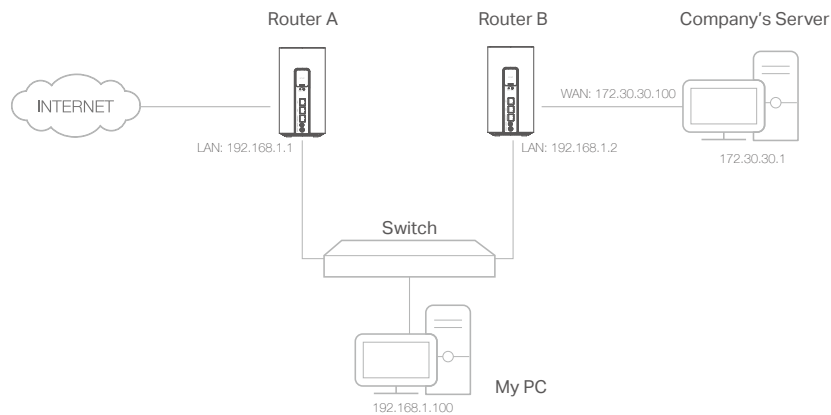 Router A
Router B
Company's Server
INTERNET
WAN: 172.30.30.100
LAN: 192.168.1.1
LAN: 192.168.1.2
172.30.30.1
Switch
My PC
192.168.1.100